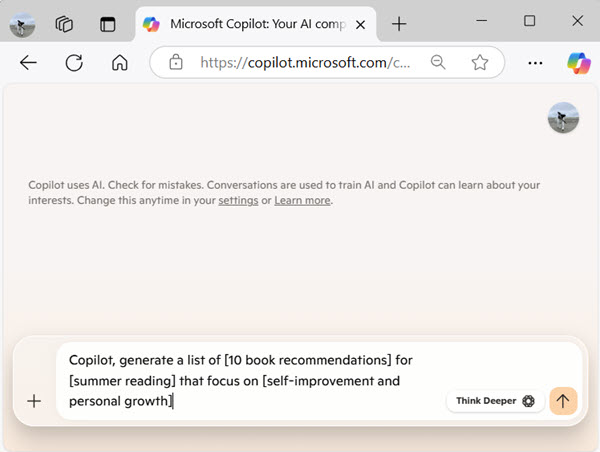 Microsoft Copilot: Your AI comp
https://copilot.microsoft.com/c...
Copilot uses AI. Check for mistakes. Conversations are used to train AI and Copilot can learn about your
interests. Change this anytime in your settings or Learn more.
Copilot, generate a list of [10 book recommendations] for
[summer reading] that focus on [self-improvement and
personal growth]
Think Deeper